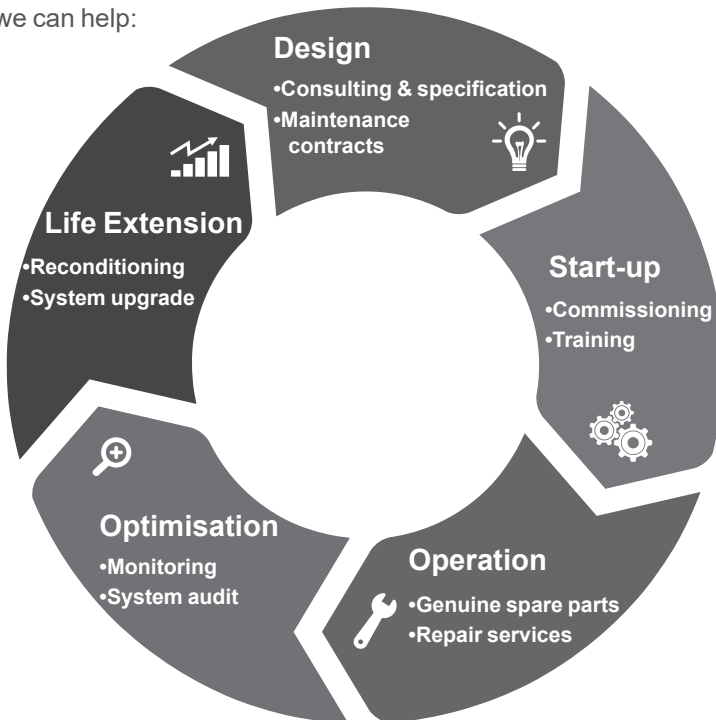 we can help:
Design
•Consulting & specification
•Maintenance
contracts
Start-up
•Commissioning
•Training
Operation
•Genuine spare parts
•Repair services
Optimisation
•Monitoring
•System audit
Life Extension
•Reconditioning
•System upgrade